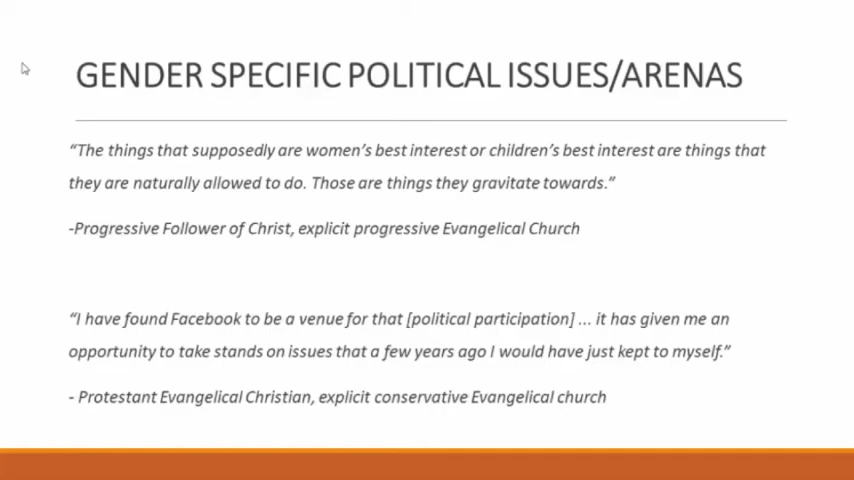 GENDER SPECIFIC POLITICAL ISSUES/ARENAS
“The things that supposedly are women’s best interest or children’s best interest are things that
they are naturally allowed to do. Those are things they gravitate towards.”
-Progressive Follower of Christ, explicit progressive Evangelical Church
“I have found Facebook to be a venue for that [political participation] ... it has given me an
opportunity to take stands on issues that a few years ago I would have just kept to myself.”
- Protestant Evangelical Christian, explicit conservative Evangelical church